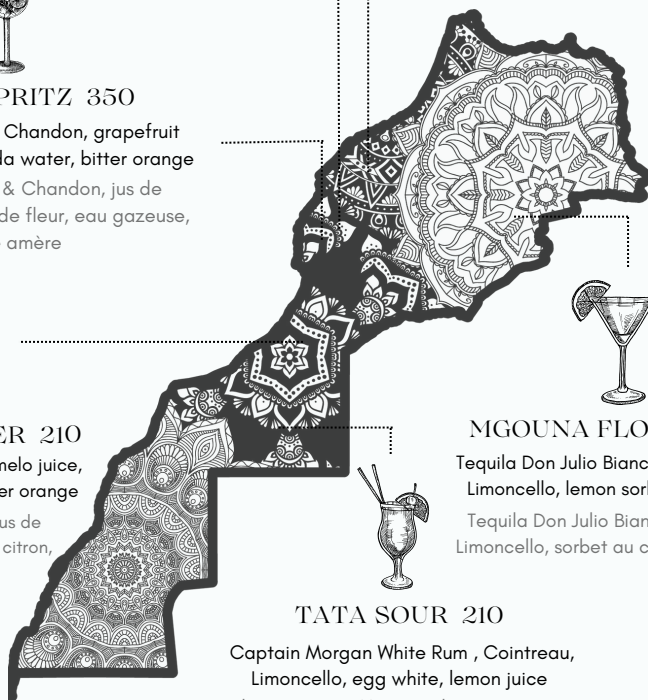 PRITZ 350
Chandon, grapefruit
da water, bitter orange
& Chandon, jus de
de fleur, eau gazeuse,
amère
ER 210
melo juice,
er orange
us de
citron,
MGOUNA FLO
Tequila Don Julio Bianc
Limoncello, lemon sorb
Tequila Don Julio Bian
Limoncello, sorbet au c
TATA SOUR 210
Captain Morgan White Rum , Cointreau,
Limoncello, egg white, lemon juice